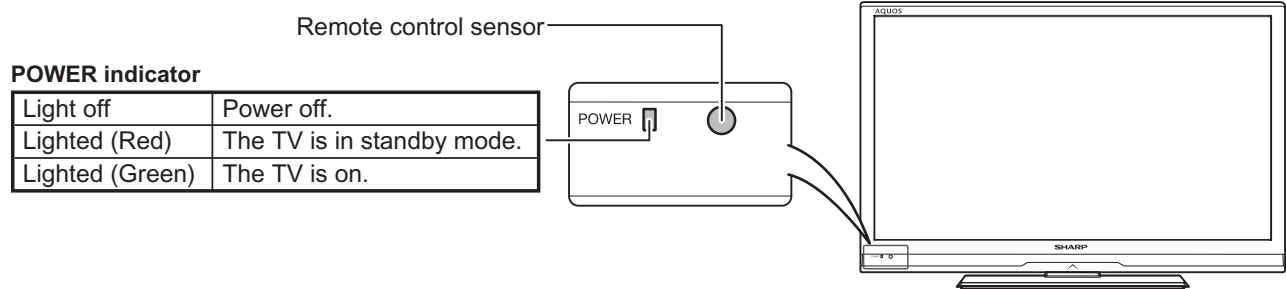 Remote control sensor
POWER indicator
Light off Power off.
Lighted (Red) The TV is in standby mode.
Lighted (Green) The TV is on.
POWER
AQUOS
SHARP
POWER